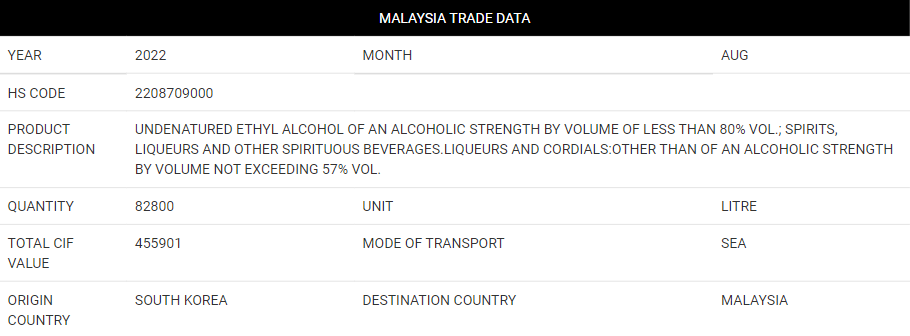 MALAYSIA TRADE DATA
YEAR 2022 MONTH AUG
HS CODE 2208709000
PRODUCT DESCRIPTION
UNDENATURED ETHYL ALCOHOL OF AN ALCOHOLIC STRENGTH BY VOLUME OF LESS THAN 80% VOL.; SPIRITS,
LIQUEURS AND OTHER SPIRITUOUS BEVERAGES.LIQUEURS AND CORDIALS:OTHER THAN OF AN ALCOHOLIC STRENGTH
BY VOLUME NOT EXCEEDING 57% VOL.
QUANTITY 82800 UNIT LITRE
TOTAL CIF VALUE 455901 MODE OF TRANSPORT SEA
ORIGIN COUNTRY SOUTH KOREA DESTINATION COUNTRY MALAYSIA